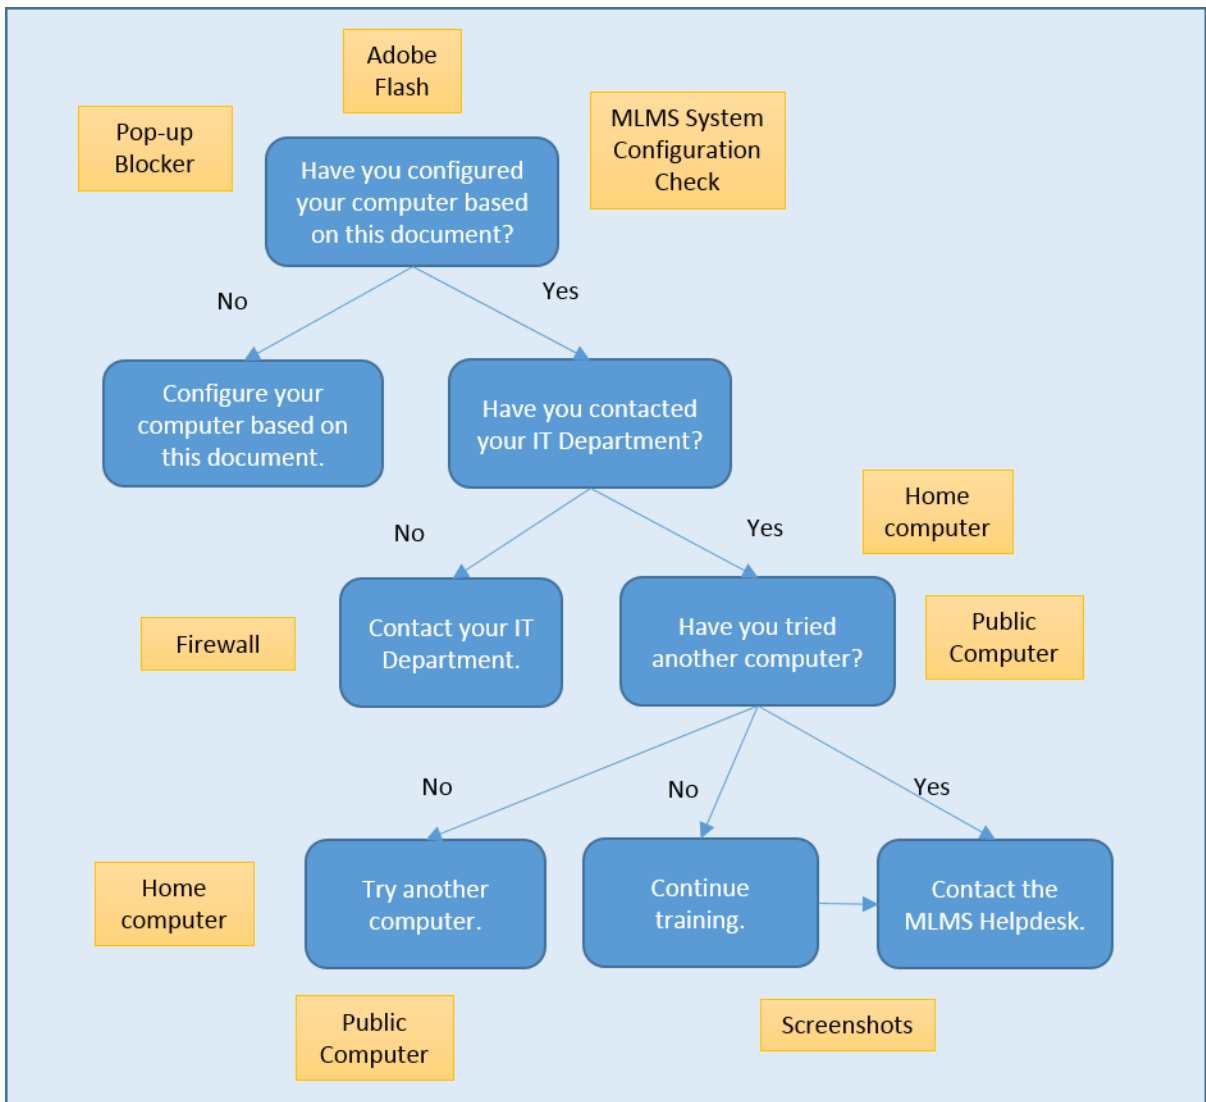 Adobe
Flash
Pop-up
Blocker
MLMS System
Configuration
Check
Have you configured
your computer based
on this document?
No
Yes
Configure your
computer based on
this document.
Have you contacted
your IT Department?
Home
computer
No
Yes
Firewall
Contact your IT
Department.
Have you tried
another computer?
Public
Computer
No
No
Yes
Home
computer
Try another
computer.
Continue
training.
Contact the
MLMS Helpdesk.
Public
Computer
Screenshots